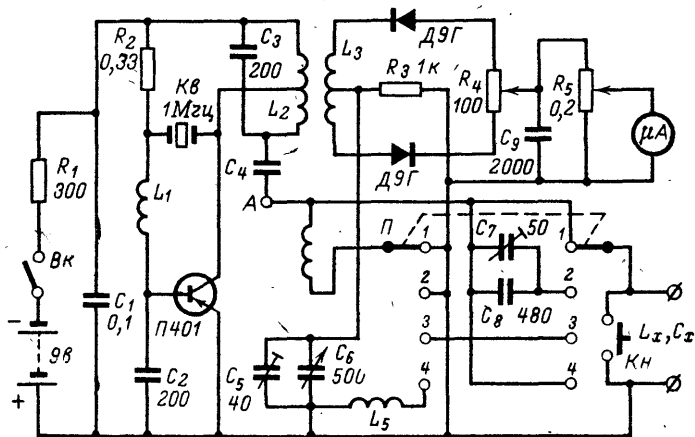 R2
0,33
Кв
1Мгц
C3
200
L3
L2
Д9Г
R3 1к
R4
100
R5
0,2
µA
C9
2000
Д9Г
R1
300
L1
C4
A
Вк
П401
П
1
2
3
4
C7
50
C8 480
1
2
3
4
Lx, Cx
Кн
−
9в
+
C1
0,1
C2
200
C5
40
C6
500
L5